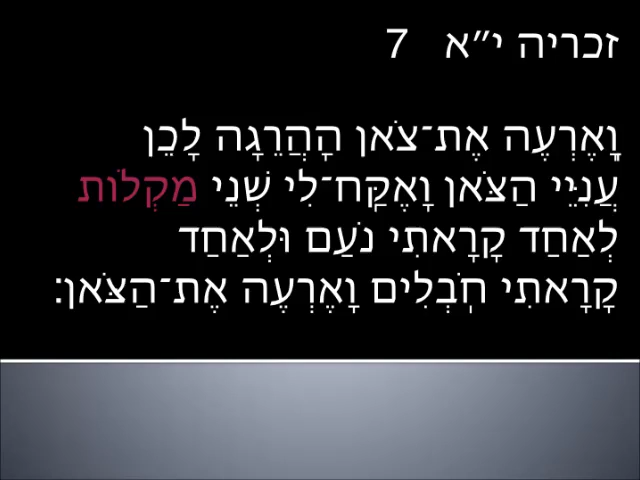 זכריה י״א 7
וָאֶרְעֶה אֶת־צֹאן הַהֲרֵגָה לָכֵן
עֲנִיֵּי הַצֹּאן וָאֶקַּח־לִי שְׁנֵי מַקְלוֹת
לְאַחַד קָרָאתִי נֹעַם וּלְאַחַד
קָרָאתִי חֹבְלִים וָאֶרְעֶה אֶת־הַצֹּאן׃